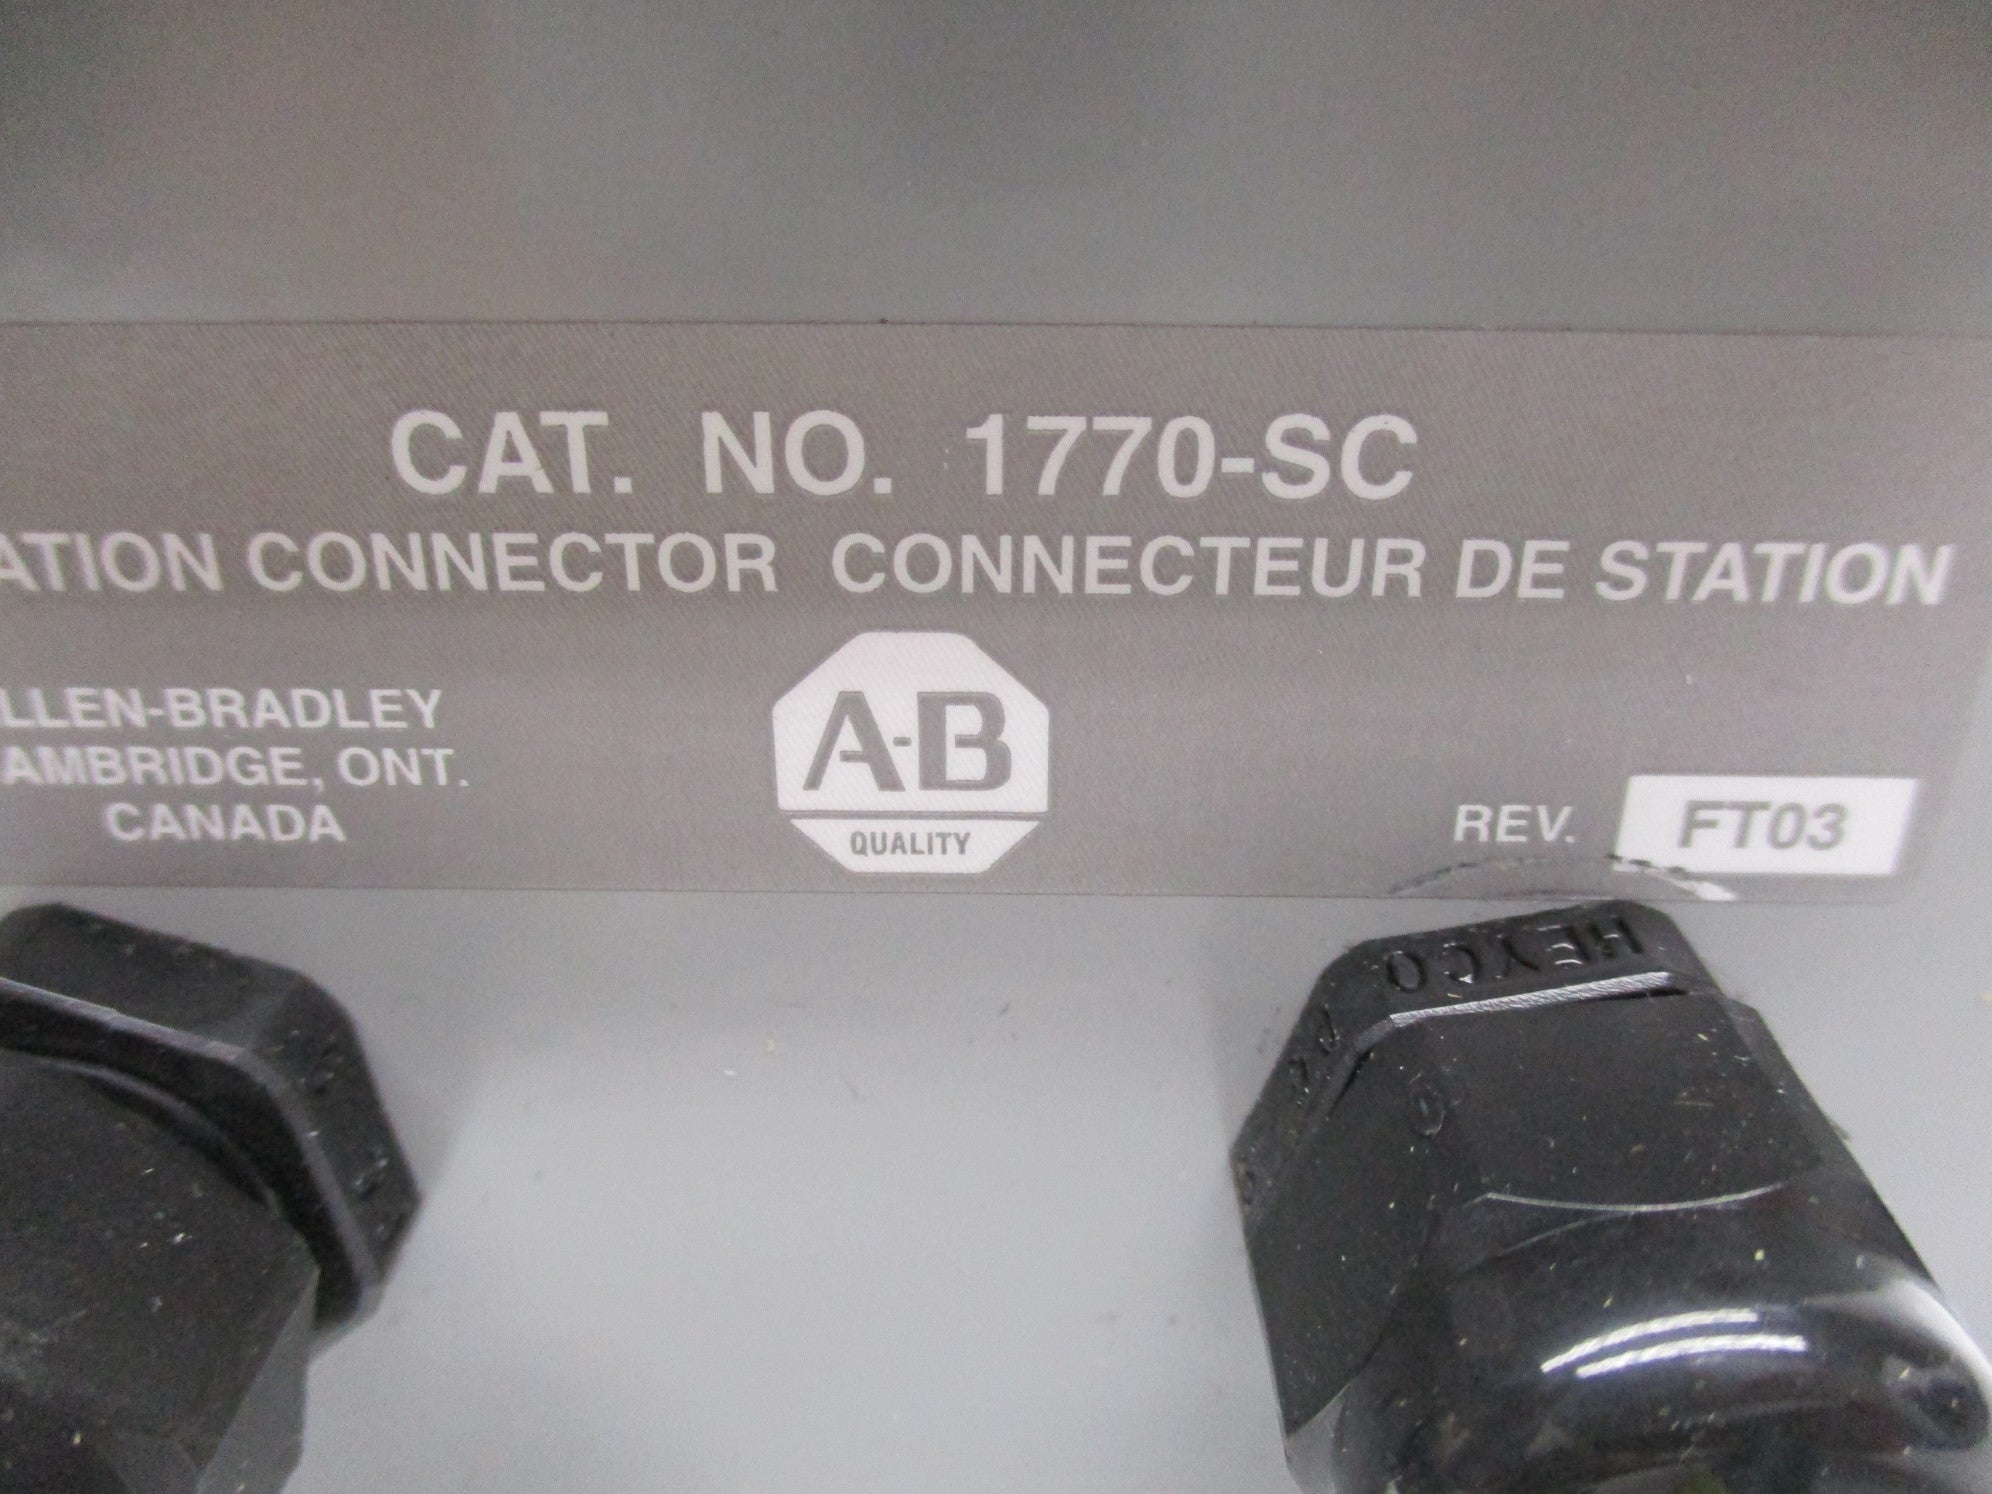 CAT. NO. 1770-SC
ATION CONNECTOR CONNECTEUR DE STATION
LLEN-BRADLEY
AMBRIDGE, ONT.
CANADA
A-B
QUALITY
REV. FT03
HEYCO